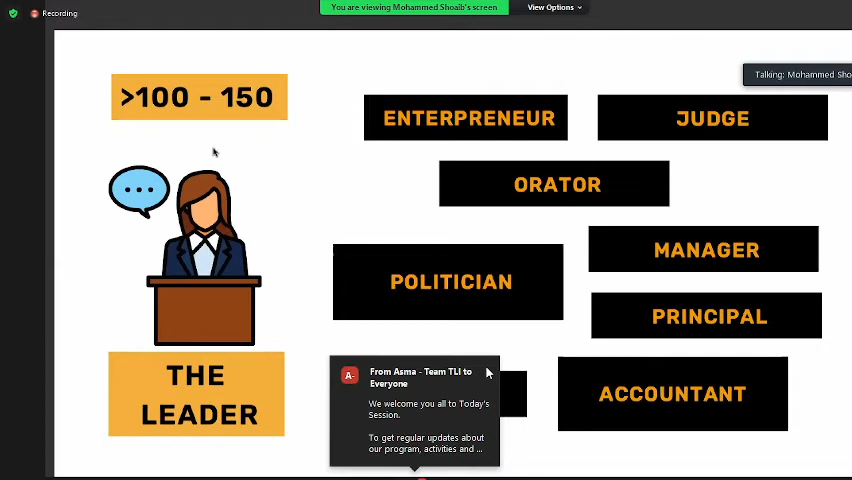 Recording
You are viewing Mohammed Shoaib's screen
View Options
Talking: Mohammed Sho
>100 - 150
ENTERPRENEUR
JUDGE
ORATOR
MANAGER
POLITICIAN
PRINCIPAL
THE
LEADER
ACCOUNTANT
A-
From Asma - Team TLI to
Everyone
We welcome you all to Today's
Session.
To get regular updates about
our program, activities and ...